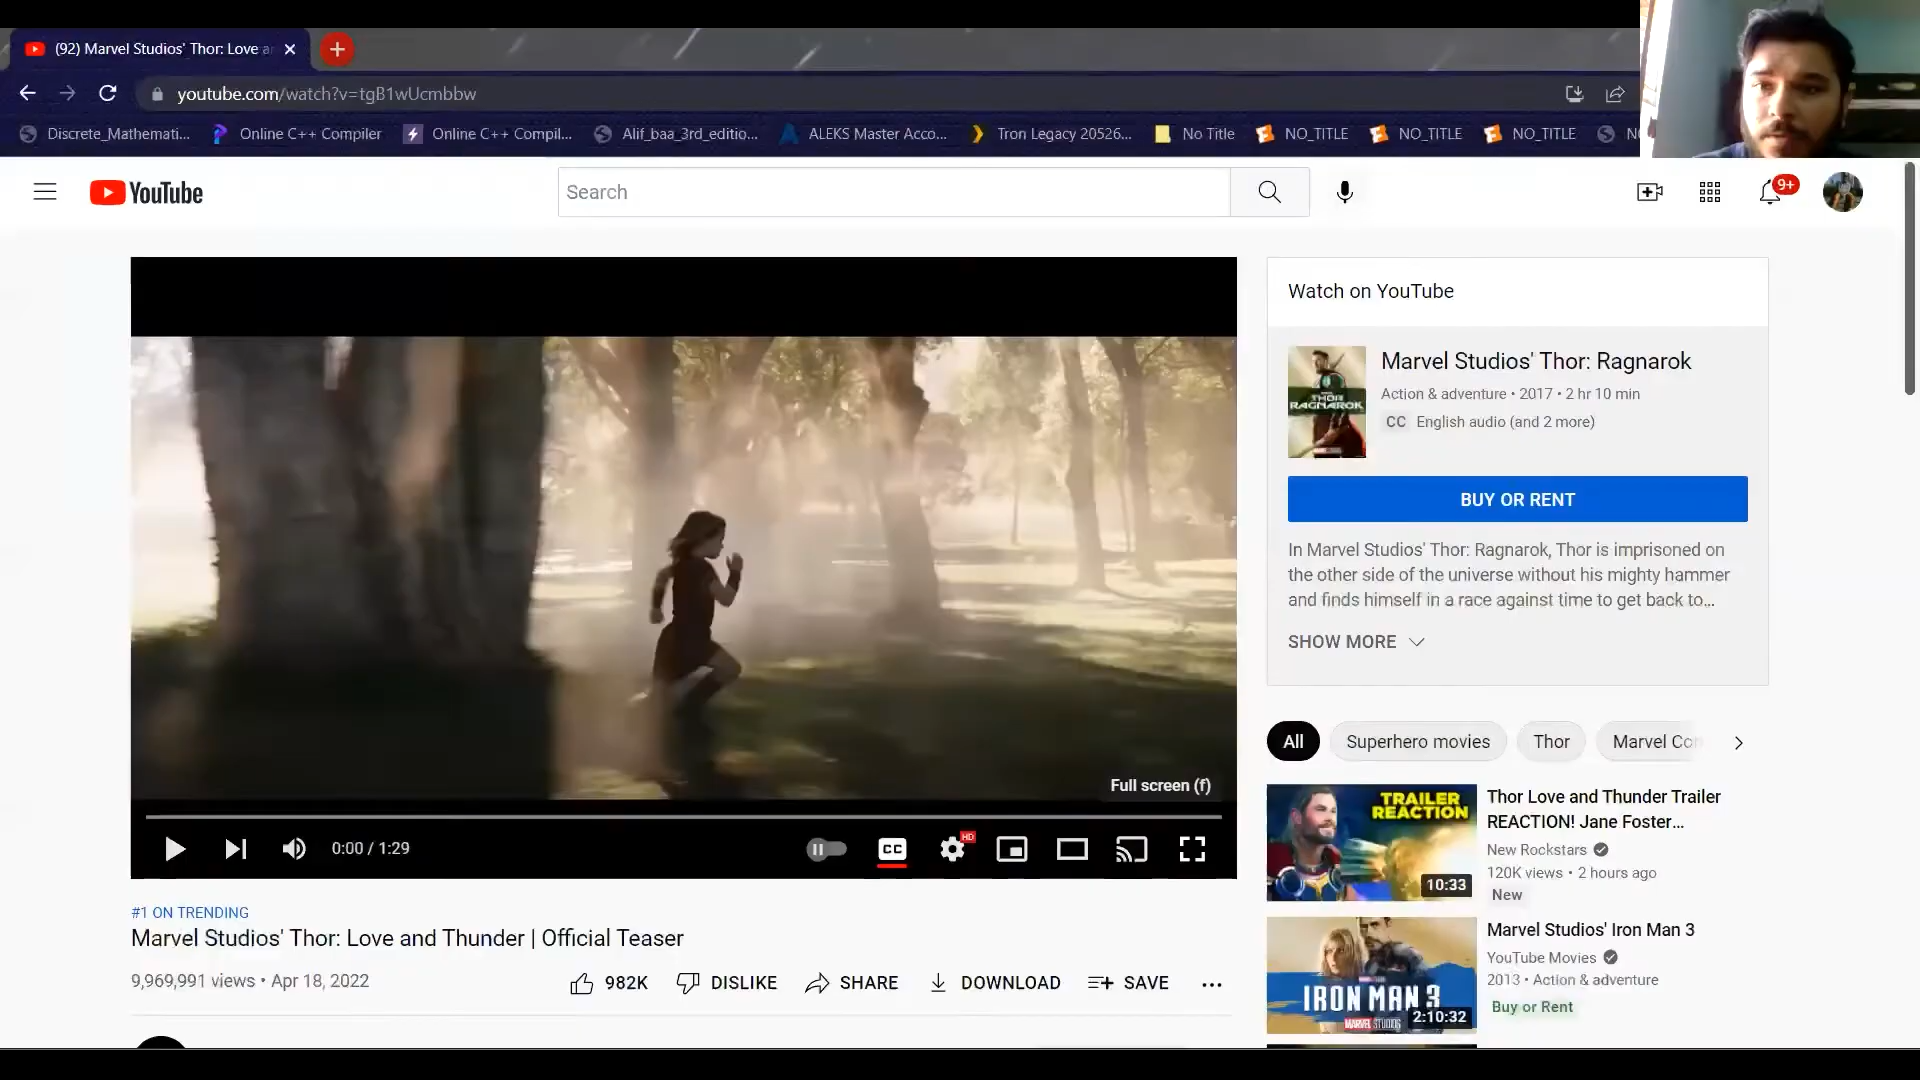 (92) Marvel Studios' Thor: Love a
youtube.com/watch?v=tgB1wUcmbbw
Discrete_Mathemati...
Online C++ Compiler
Online C++ Compil...
Alif_baa_3rd_editio...
ALEKS Master Acco...
Tron Legacy 20526...
No Title
NO_TITLE
NO_TITLE
NO_TITLE
YouTube
Search
9+
Full screen (f)
0:00 / 1:29
CC
HD
#1 ON TRENDING
Marvel Studios' Thor: Love and Thunder | Official Teaser
9,969,991 views • Apr 18, 2022
982K
DISLIKE
SHARE
DOWNLOAD
SAVE
Watch on YouTube
THOR
RAGNAROK
Marvel Studios' Thor: Ragnarok
Action & adventure • 2017 • 2 hr 10 min
CC English audio (and 2 more)
BUY OR RENT
In Marvel Studios' Thor: Ragnarok, Thor is imprisoned on
the other side of the universe without his mighty hammer
and finds himself in a race against time to get back to...
SHOW MORE
All
Superhero movies
Thor
Marvel Com
TRAILER
REACTION
10:33
Thor Love and Thunder Trailer
REACTION! Jane Foster...
New Rockstars
120K views • 2 hours ago
New
IRON MAN 3
MARVEL STUDIOS
2:10:32
Marvel Studios' Iron Man 3
YouTube Movies
2013 • Action & adventure
Buy or Rent